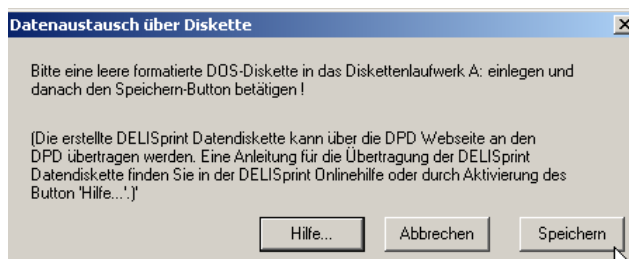 Datenaustausch über Diskette
Bitte eine leere formatierte DOS-Diskette in das Diskettenlaufwerk A: einlegen und
danach den Speichern-Button betätigen !
(Die erstellte DELISprint Datendiskette kann über die DPD Webseite an den
DPD übertragen werden. Eine Anleitung für die Übertragung der DELISprint
Datendiskette finden Sie in der DELISprint Onlinehilfe oder durch Aktivierung des
Button 'Hilfe...'.)'
Hilfe... Abbrechen Speichern